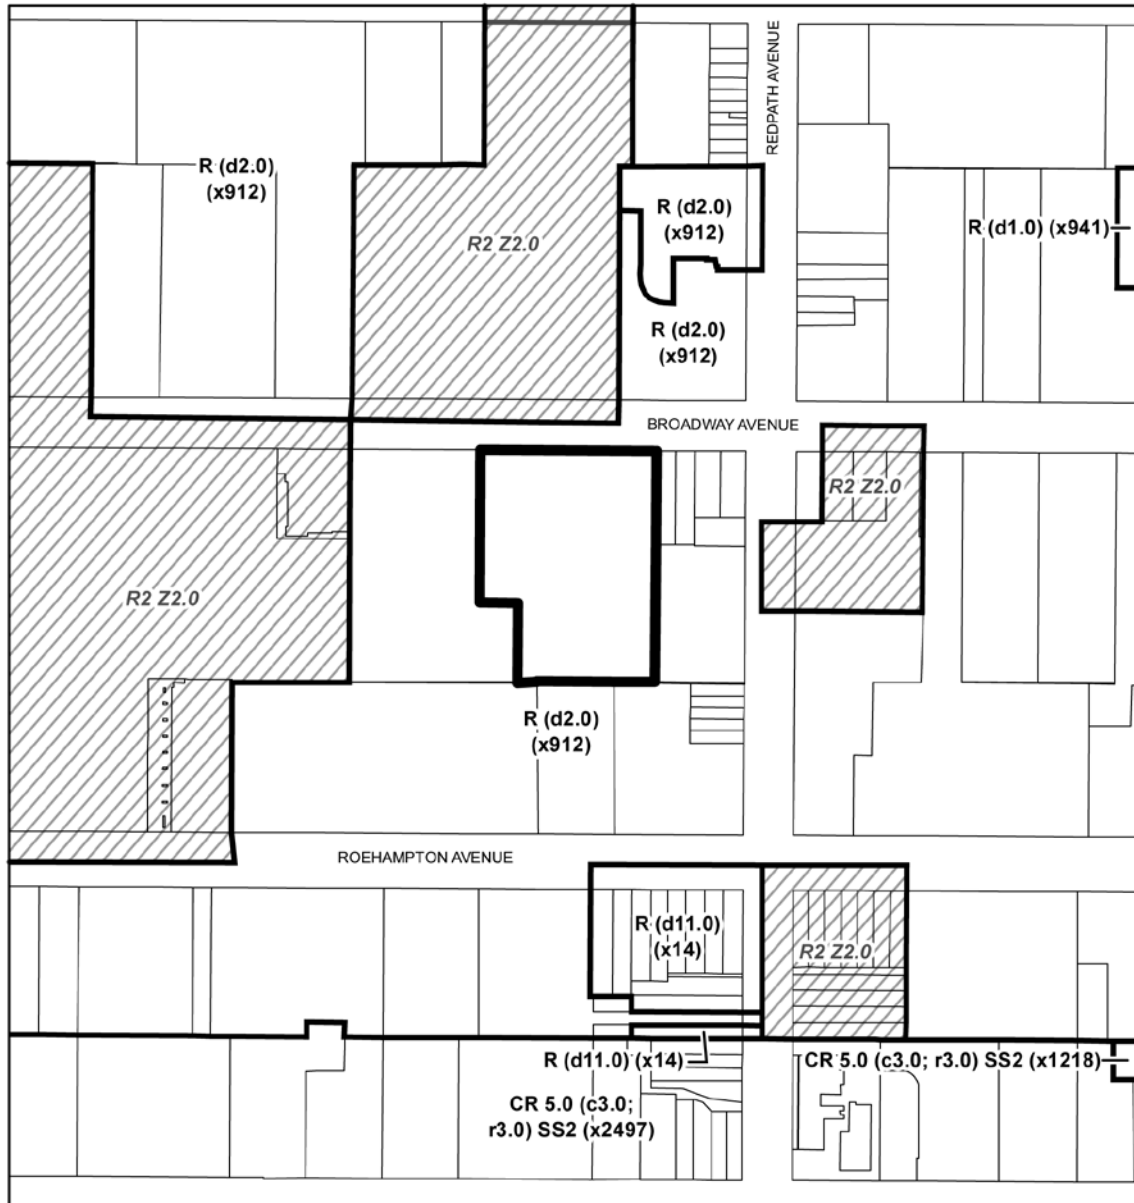 REDPATH AVENUE
R (d2.0)
(x912)
R (d2.0)
(x912)
R2 Z2.0
R (d1.0) (x941)
R (d2.0)
(x912)
BROADWAY AVENUE
R2 Z2.0
R2 Z2.0
R (d2.0)
(x912)
ROEHAMPTON AVENUE
R (d11.0)
(x14)
R2 Z2.0
R (d11.0) (x14)
CR 5.0 (c3.0; r3.0) SS2 (x1218)
CR 5.0 (c3.0;
r3.0) SS2 (x2497)